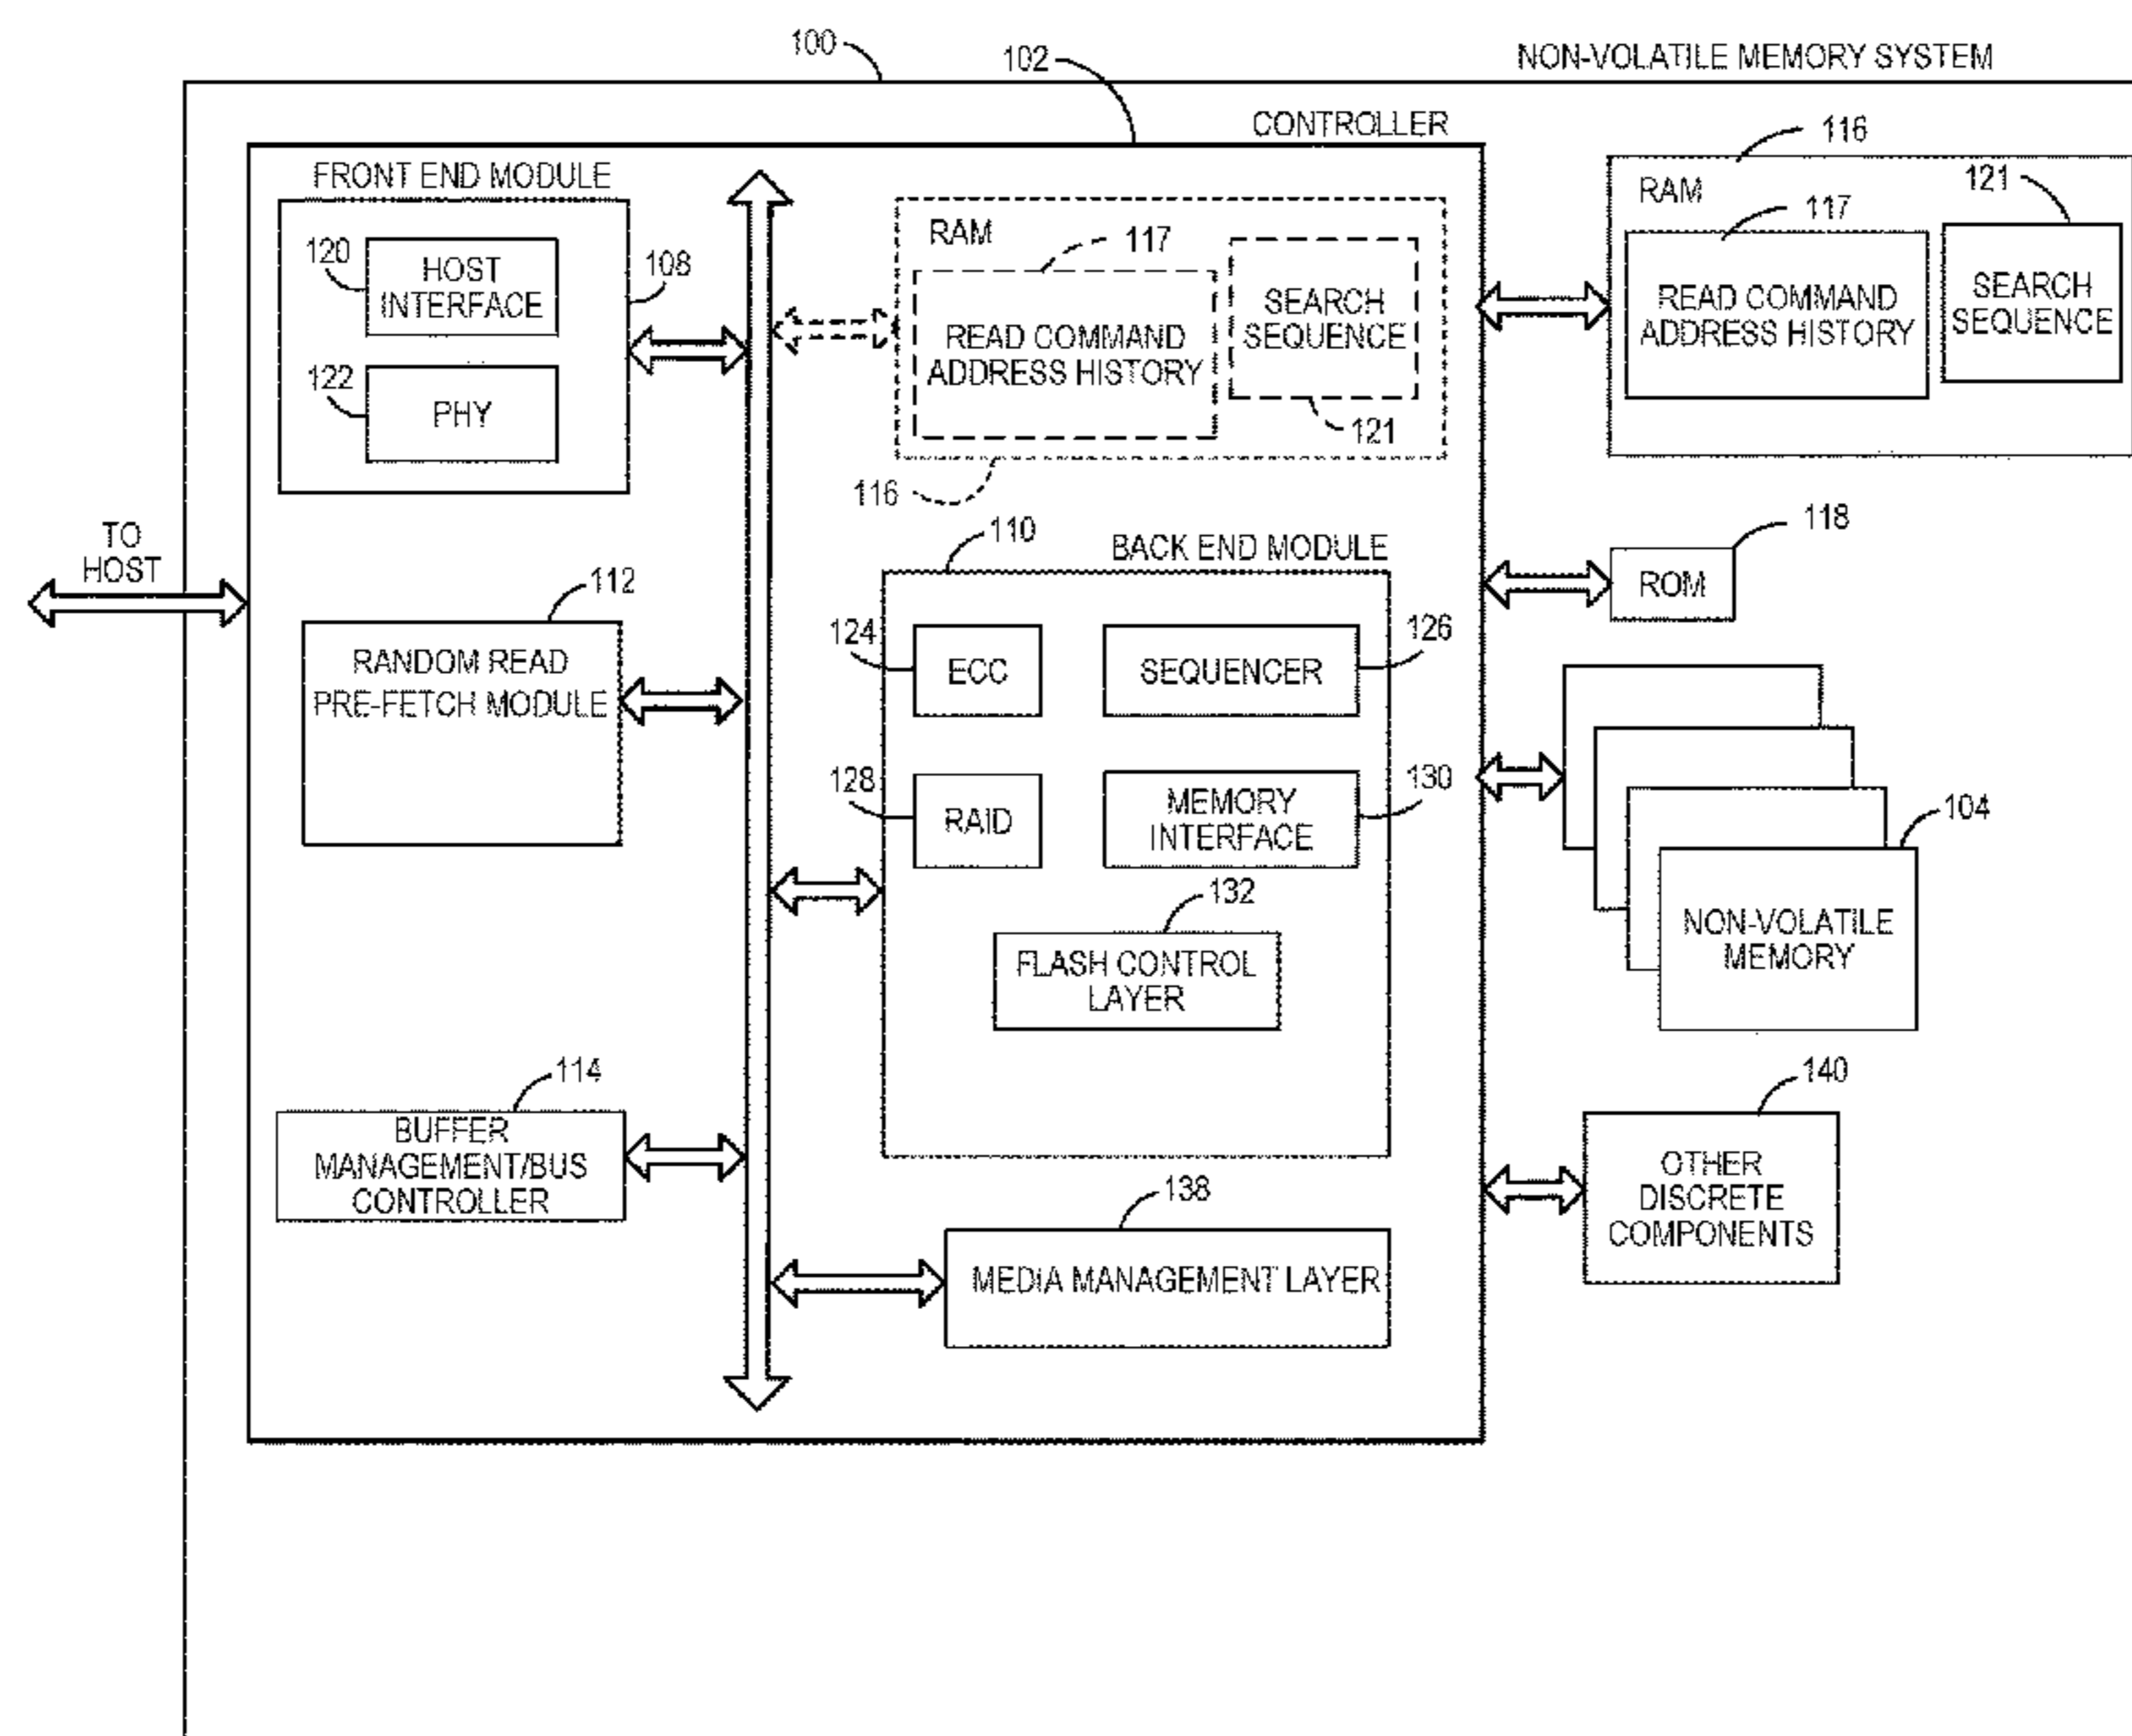 100
102
NON-VOLATILE MEMORY SYSTEM
CONTROLLER
FRONT END MODULE
120
HOST
INTERFACE
108
122
PHY
RAM
117
READ COMMAND
ADDRESS HISTORY
SEARCH
SEQUENCE
121
116
116
RAM
117
121
READ COMMAND
ADDRESS HISTORY
SEARCH
SEQUENCE
TO
HOST
112
RANDOM READ
PRE-FETCH MODULE
110
BACK END MODULE
124
ECC
SEQUENCER
126
128
RAID
MEMORY
INTERFACE
130
132
FLASH CONTROL
LAYER
118
ROM
104
NON-VOLATILE
MEMORY
114
BUFFER
MANAGEMENT/BUS
CONTROLLER
138
MEDIA MANAGEMENT LAYER
140
OTHER
DISCRETE
COMPONENTS